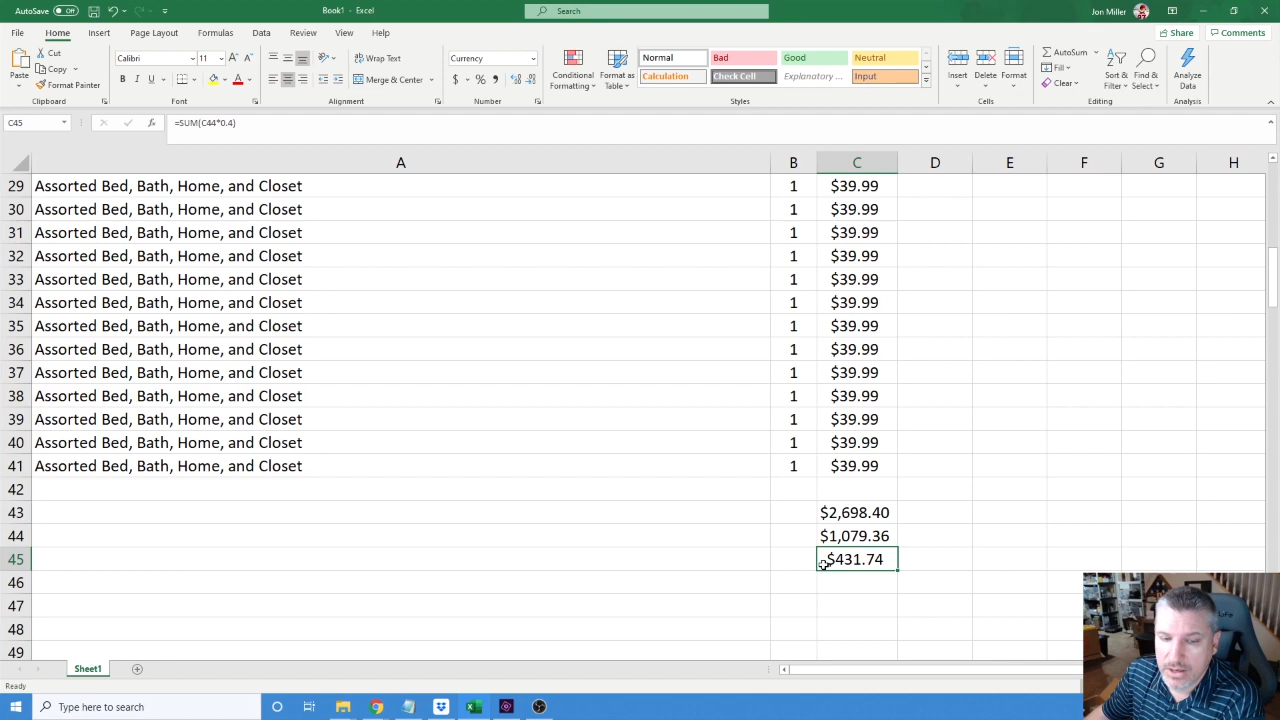 AutoSave Off
Book1 - Excel
Search
Jon Miller
File Home Insert Page Layout Formulas Data Review View Help
Share Comments
Paste
Cut
Copy
Format Painter
Clipboard
Calibri 11
B I U
Font
Wrap Text
Merge & Center
Alignment
Currency
$ % 9
Number
Conditional Formatting
Format as Table
Normal Bad Good Neutral
Calculation Check Cell Explanatory ... Input
Styles
Insert Delete Format
Cells
AutoSum
Fill
Clear
Sort & Filter
Find & Select
Editing
Analyze Data
Analysis
C45 fx =SUM(C44*0.4)
A B C D E F G H
29 Assorted Bed, Bath, Home, and Closet 1 $39.99
30 Assorted Bed, Bath, Home, and Closet 1 $39.99
31 Assorted Bed, Bath, Home, and Closet 1 $39.99
32 Assorted Bed, Bath, Home, and Closet 1 $39.99
33 Assorted Bed, Bath, Home, and Closet 1 $39.99
34 Assorted Bed, Bath, Home, and Closet 1 $39.99
35 Assorted Bed, Bath, Home, and Closet 1 $39.99
36 Assorted Bed, Bath, Home, and Closet 1 $39.99
37 Assorted Bed, Bath, Home, and Closet 1 $39.99
38 Assorted Bed, Bath, Home, and Closet 1 $39.99
39 Assorted Bed, Bath, Home, and Closet 1 $39.99
40 Assorted Bed, Bath, Home, and Closet 1 $39.99
41 Assorted Bed, Bath, Home, and Closet 1 $39.99
42
43 $2,698.40
44 $1,079.36
45 $431.74
46
47
48
49
Sheet1
Ready
Type here to search